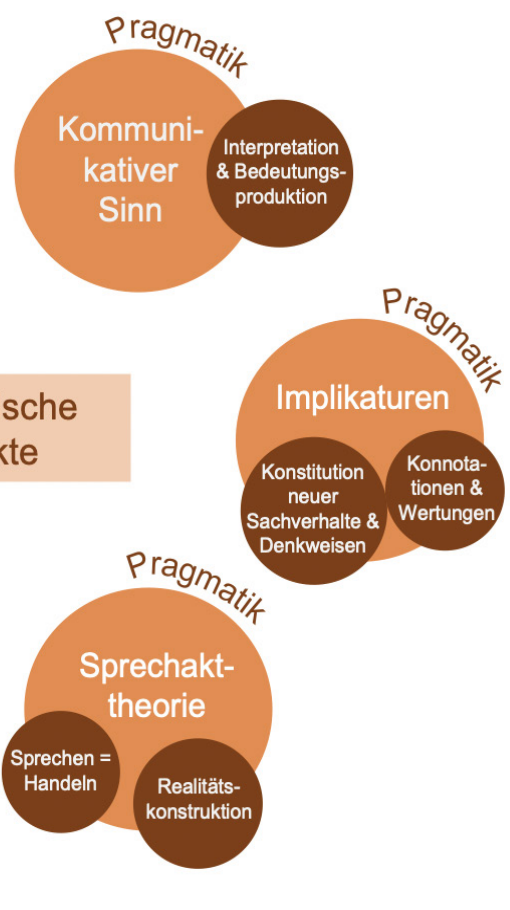 Pragmatik
Kommuni-
kativer
Sinn
Interpretation
& Bedeutungs-
produktion
Pragmatik
Implikaturen
Konstitution
neuer
Sachverhalte &
Denkweisen
Konnota-
tionen &
Wertungen
sche
kte
Pragmatik
Sprechakt-
theorie
Sprechen =
Handeln
Realitäts-
konstruktion